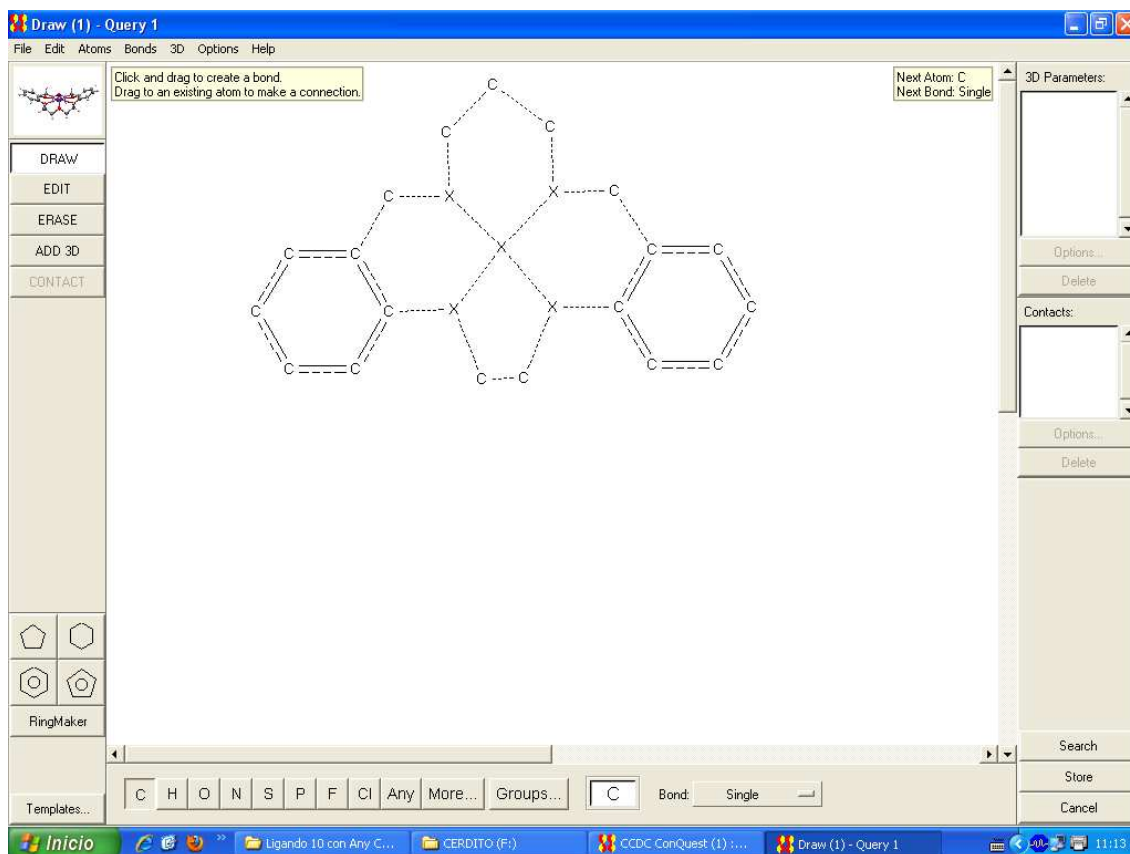 Draw (1) - Query 1
File Edit Atoms Bonds 3D Options Help
Click and drag to create a bond.
Drag to an existing atom to make a connection.
Next Atom: C
Next Bond: Single
3D Parameters:
DRAW
EDIT
ERASE
ADD 3D
CONTACT
Options...
Delete
Contacts:
Options...
Delete
C
C C
C X X C
C C X C C
C C X X C C
C C C C C C
RingMaker
Templates...
C H O N S P F Cl Any More... Groups... C Bond: Single
Search
Store
Cancel
Inicio
Ligando 10 con Any C...
CERDITO (F:)
CCDC ConQuest (1) :...
Draw (1) - Query 1
11:13